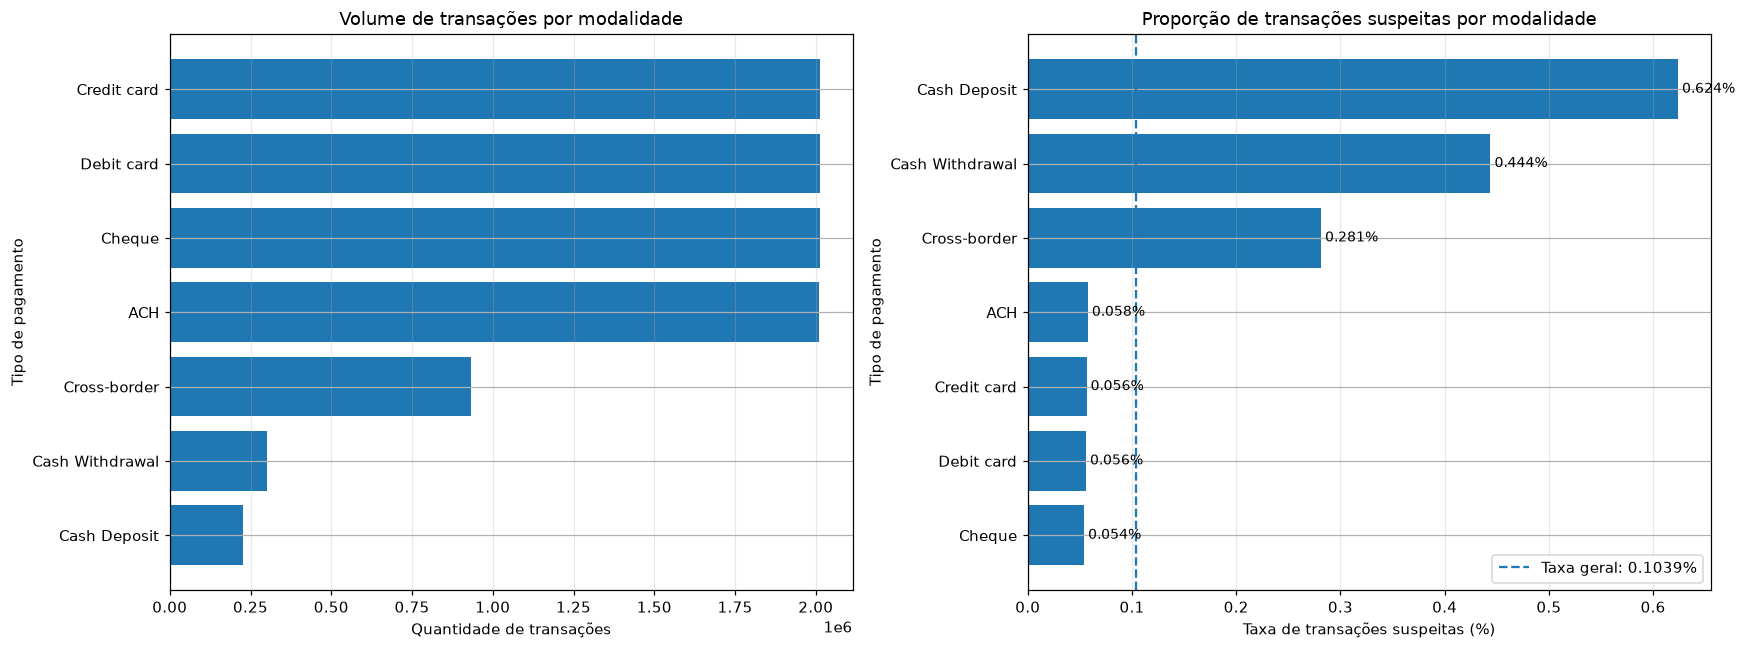 Volume de transações por modalidade
Tipo de pagamento
Credit card
Debit card
Cheque
ACH
Cross-border
Cash Withdrawal
Cash Deposit
0.00 0.25 0.50 0.75 1.00 1.25 1.50 1.75 2.00
1e6
Quantidade de transações
Proporção de transações suspeitas por modalidade
Tipo de pagamento
Cash Deposit 0.624%
Cash Withdrawal 0.444%
Cross-border 0.281%
ACH 0.058%
Credit card 0.056%
Debit card 0.056%
Cheque 0.054%
Taxa geral: 0.1039%
0.0 0.1 0.2 0.3 0.4 0.5 0.6
Taxa de transações suspeitas (%)